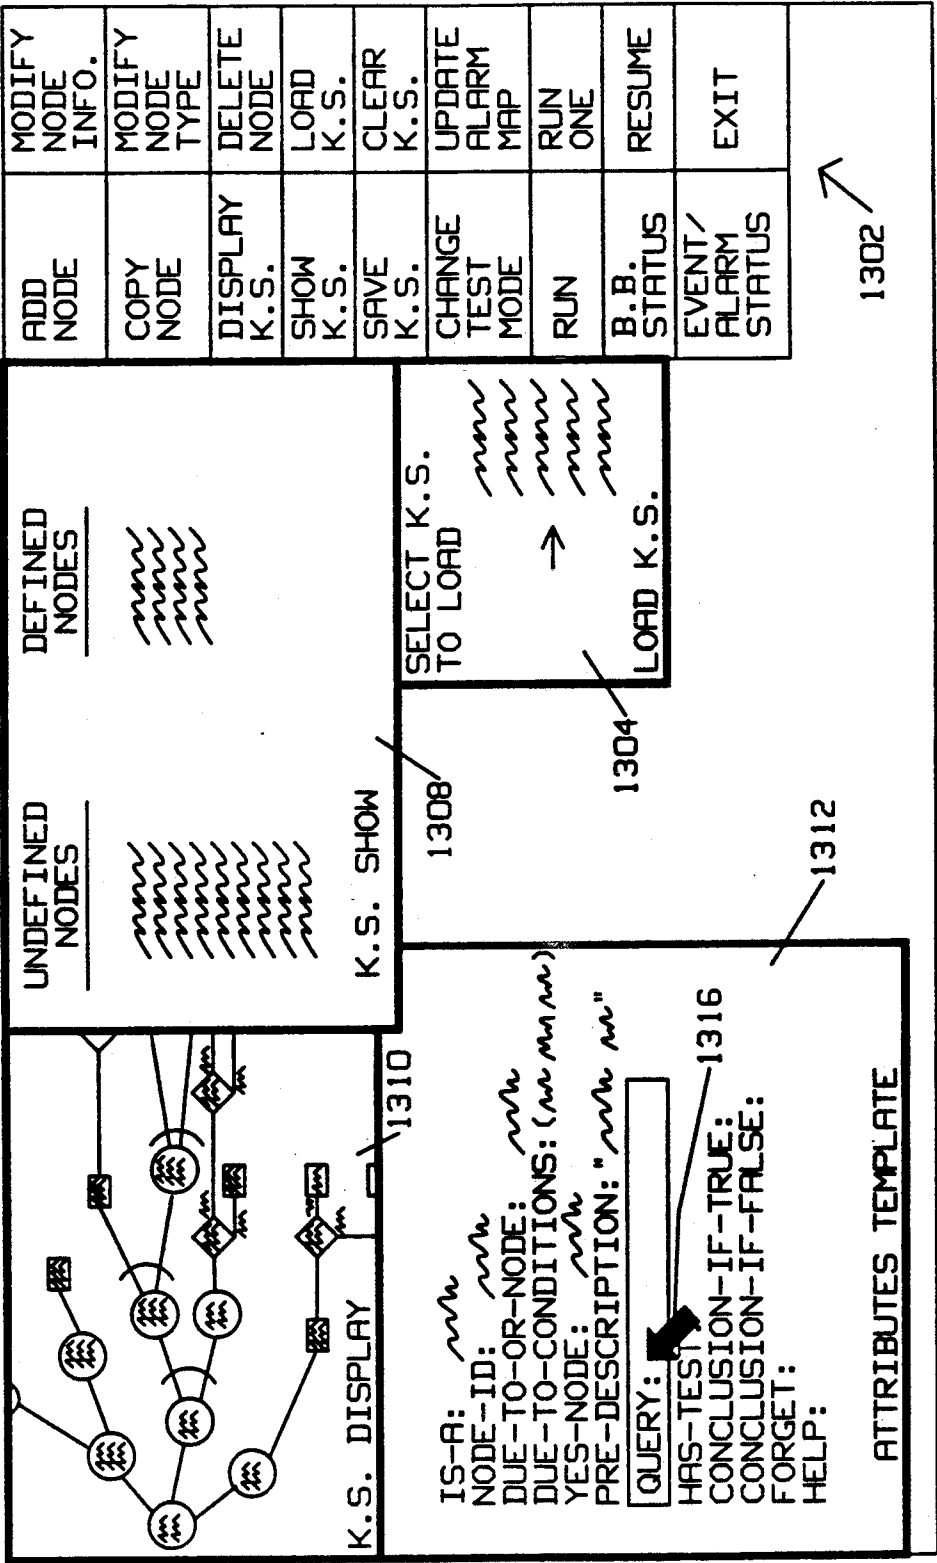 K.S. DISPLAY
1310
UNDEFINED
NODES
DEFINED
NODES
K.S. SHOW
1308
ADD
NODE
MODIFY
NODE
INFO.
COPY
NODE
MODIFY
NODE
TYPE
DISPLAY
K.S.
DELETE
NODE
SHOW
K.S.
LOAD
K.S.
SAVE
K.S.
CLEAR
K.S.
CHANGE
TEST
MODE
UPDATE
ALARM
MAP
RUN
RUN
ONE
B.B.
STATUS
RESUME
EVENT/
ALARM
STATUS
EXIT
1302
SELECT K.S.
TO LOAD
LOAD K.S.
1304
IS-A:
NODE-ID:
DUE-TO-OR-NODE:
DUE-TO-CONDITIONS: ( )
YES-NODE:
PRE-DESCRIPTION: " "
QUERY:
HAS-TEST
CONCLUSION-IF-TRUE:
CONCLUSION-IF-FALSE:
FORGET:
HELP:
ATTRIBUTES TEMPLATE
1316
1312